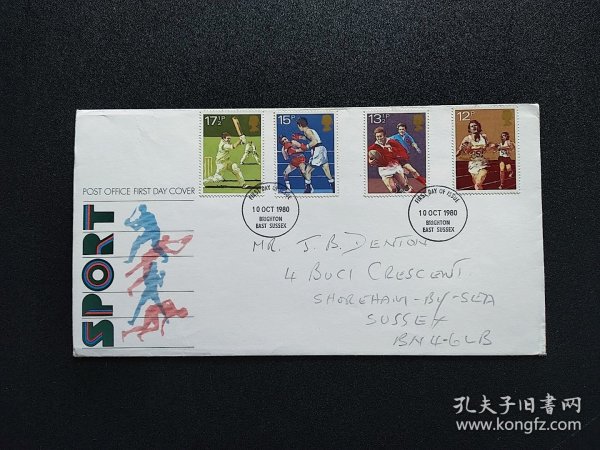 17½P
15P
13½P
12P
POST OFFICE FIRST DAY COVER
SPORT
FIRST DAY OF ISSUE
10 OCT 1980
BRIGHTON
EAST SUSSEX
FIRST DAY OF ISSUE
10 OCT 1980
BRIGHTON
EAST SUSSEX
MR. J. B. DENTON
4 BUCI CRESCENT
SHOREHAM-BY-SEA
SUSSEX
BN4-6LB
孔夫子旧书网
www.kongfz.com